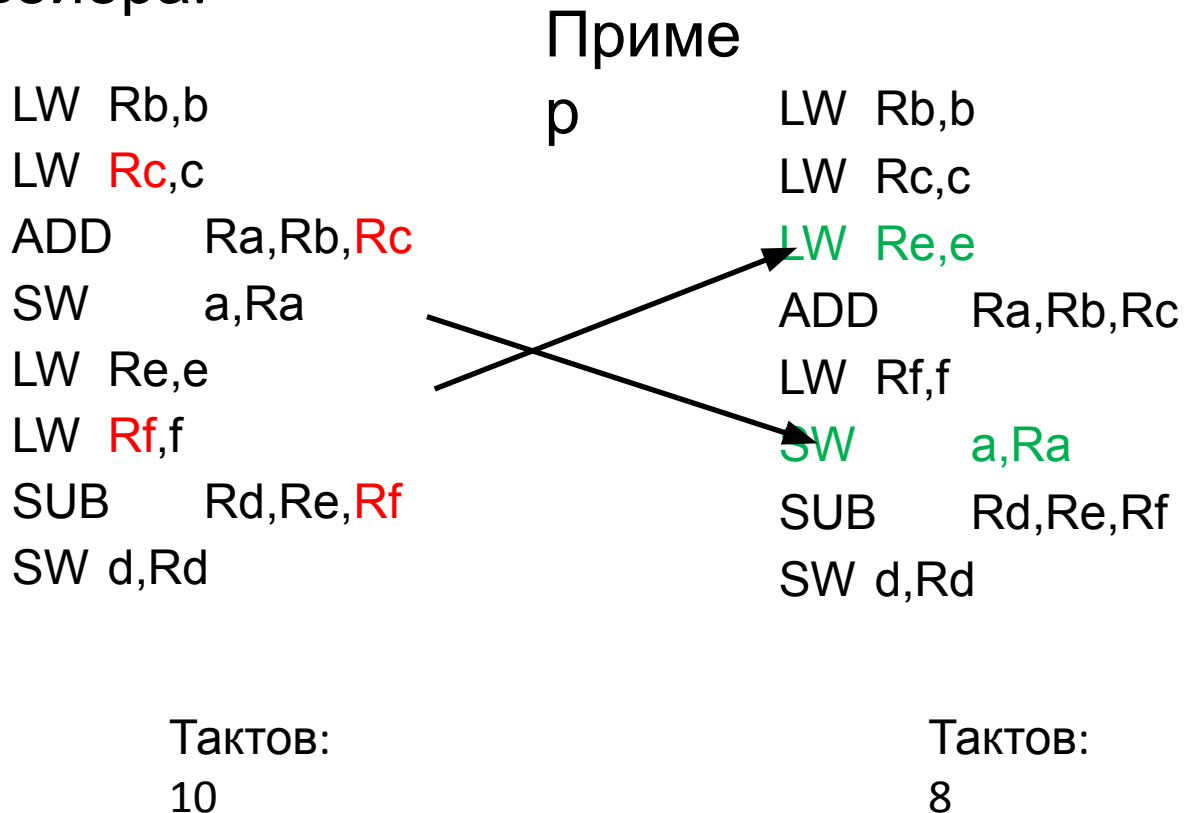 Приме
р
LW Rb,b
LW Rc,c
ADD Ra,Rb,Rc
SW a,Ra
LW Re,e
LW Rf,f
SUB Rd,Re,Rf
SW d,Rd
Тактов:
10
LW Rb,b
LW Rc,c
LW Re,e
ADD Ra,Rb,Rc
LW Rf,f
SW a,Ra
SUB Rd,Re,Rf
SW d,Rd
Тактов:
8